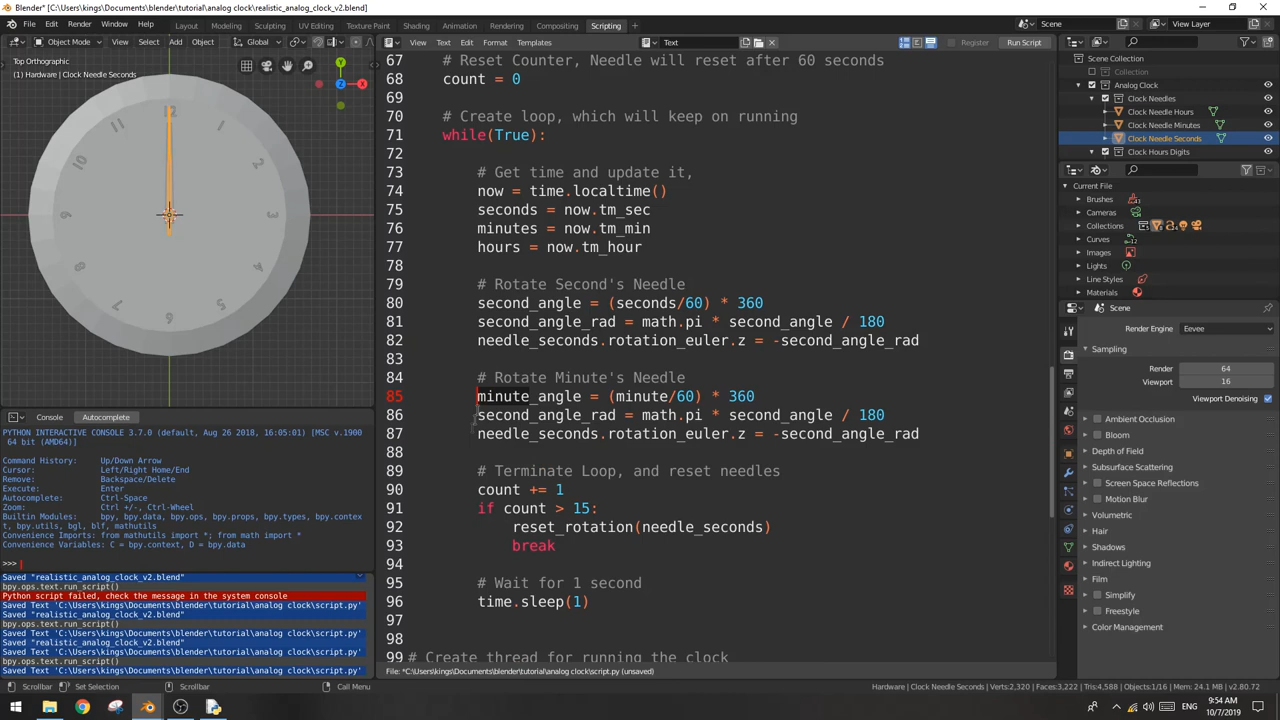 Blender* [C:\Users\kings\Documents\blender\tutorial\analog clock\realistic_analog_clock_v2.blend]
File Edit Render Window Help Layout Modeling Sculpting UV Editing Texture Paint Shading Animation Rendering Compositing Scripting + Scene View Layer
Object Mode View Select Add Object Global
View Text Edit Format Templates Text Register Run Script
Top Orthographic
(1) Hardware | Clock Needle Seconds
Y
X
Z
12
1
2
3
4
5
6
7
8
9
10
11
67 # Reset Counter, Needle will reset after 60 seconds
68 count = 0
69
70 # Create loop, which will keep on running
71 while(True):
72
73 # Get time and update it,
74 now = time.localtime()
75 seconds = now.tm_sec
76 minutes = now.tm_min
77 hours = now.tm_hour
78
79 # Rotate Second's Needle
80 second_angle = (seconds/60) * 360
81 second_angle_rad = math.pi * second_angle / 180
82 needle_seconds.rotation_euler.z = -second_angle_rad
83
84 # Rotate Minute's Needle
85 minute_angle = (minute/60) * 360
86 second_angle_rad = math.pi * second_angle / 180
87 needle_seconds.rotation_euler.z = -second_angle_rad
88
89 # Terminate Loop, and reset needles
90 count += 1
91 if count > 15:
92 reset_rotation(needle_seconds)
93 break
94
95 # Wait for 1 second
96 time.sleep(1)
97
98
99 # Create thread for running the clock
File: *C:\Users\kings\Documents\blender\tutorial\analog clock\script.py (unsaved)
Console Autocomplete
PYTHON INTERACTIVE CONSOLE 3.7.0 (default, Aug 26 2018, 16:05:01) [MSC v.1900
64 bit (AMD64)]
Command History: Up/Down Arrow
Cursor: Left/Right Home/End
Remove: Backspace/Delete
Execute: Enter
Autocomplete: Ctrl-Space
Zoom: Ctrl +/-, Ctrl-Wheel
Builtin Modules: bpy, bpy.data, bpy.ops, bpy.props, bpy.types, bpy.contex
t, bpy.utils, bgl, blf, mathutils
Convenience Imports: from mathutils import *; from math import *
Convenience Variables: C = bpy.context, D = bpy.data
>>>
Saved "realistic_analog_clock_v2.blend"
bpy.ops.text.run_script()
Python script failed, check the message in the system console
Saved Text 'C:\Users\kings\Documents\blender\tutorial\analog clock\script.py'
Saved "realistic_analog_clock_v2.blend"
bpy.ops.text.run_script()
Saved Text 'C:\Users\kings\Documents\blender\tutorial\analog clock\script.py'
Saved "realistic_analog_clock_v2.blend"
bpy.ops.text.run_script()
Saved Text 'C:\Users\kings\Documents\blender\tutorial\analog clock\script.py'
Scene Collection
Collection
Analog Clock
Clock Needles
Clock Needle Hours
Clock Needle Minutes
Clock Needle Seconds
Clock Hours Digits
Current File
Brushes
Cameras
Collections
Curves
Images
Lights
Line Styles
Materials
Scene
Render Engine Eevee
Sampling
Render 64
Viewport 16
Viewport Denoising
Ambient Occlusion
Bloom
Depth of Field
Subsurface Scattering
Screen Space Reflections
Motion Blur
Volumetric
Hair
Shadows
Indirect Lighting
Film
Simplify
Freestyle
Color Management
Scrollbar Set Selection Scrollbar Call Menu
Hardware | Clock Needle Seconds | Verts:2,320 | Faces:3,222 | Tris:4,588 | Objects:1/16 | Mem: 24.1 MB | v2.80.72
ENG
9:54 AM
10/7/2019